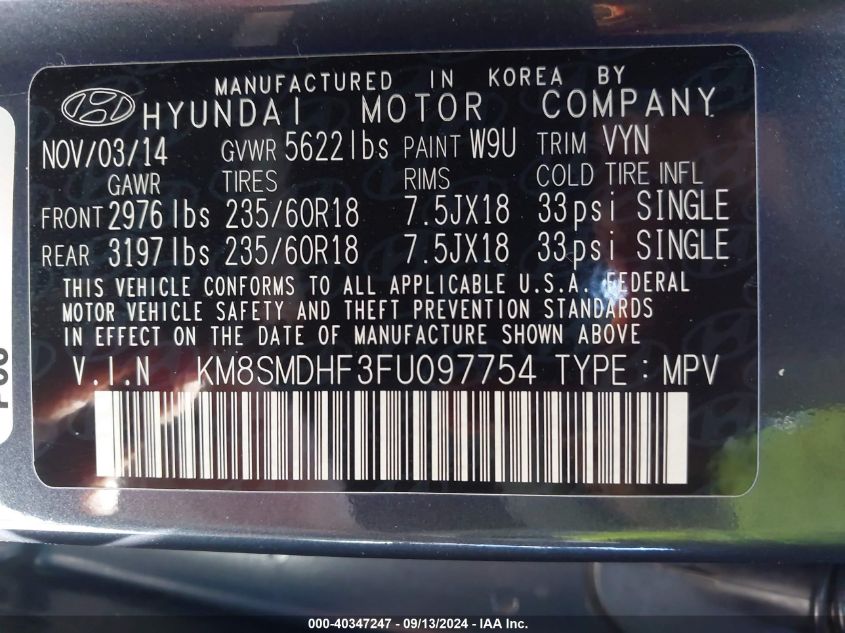 MANUFACTURED IN KOREA BY
HYUNDAI MOTOR COMPANY
NOV/03/14 GVWR 5622lbs PAINT W9U TRIM VYN
GAWR TIRES RIMS COLD TIRE INFL
FRONT 2976lbs 235/60R18 7.5JX18 33psi SINGLE
REAR 3197lbs 235/60R18 7.5JX18 33psi SINGLE
THIS VEHICLE CONFORMS TO ALL APPLICABLE U.S.A. FEDERAL
MOTOR VEHICLE SAFETY AND THEFT PREVENTION STANDARDS
IN EFFECT ON THE DATE OF MANUFACTURE SHOWN ABOVE
V.I.N KM8SMDHF3FU097754 TYPE : MPV
000-40347247 - 09/13/2024 - IAA Inc.